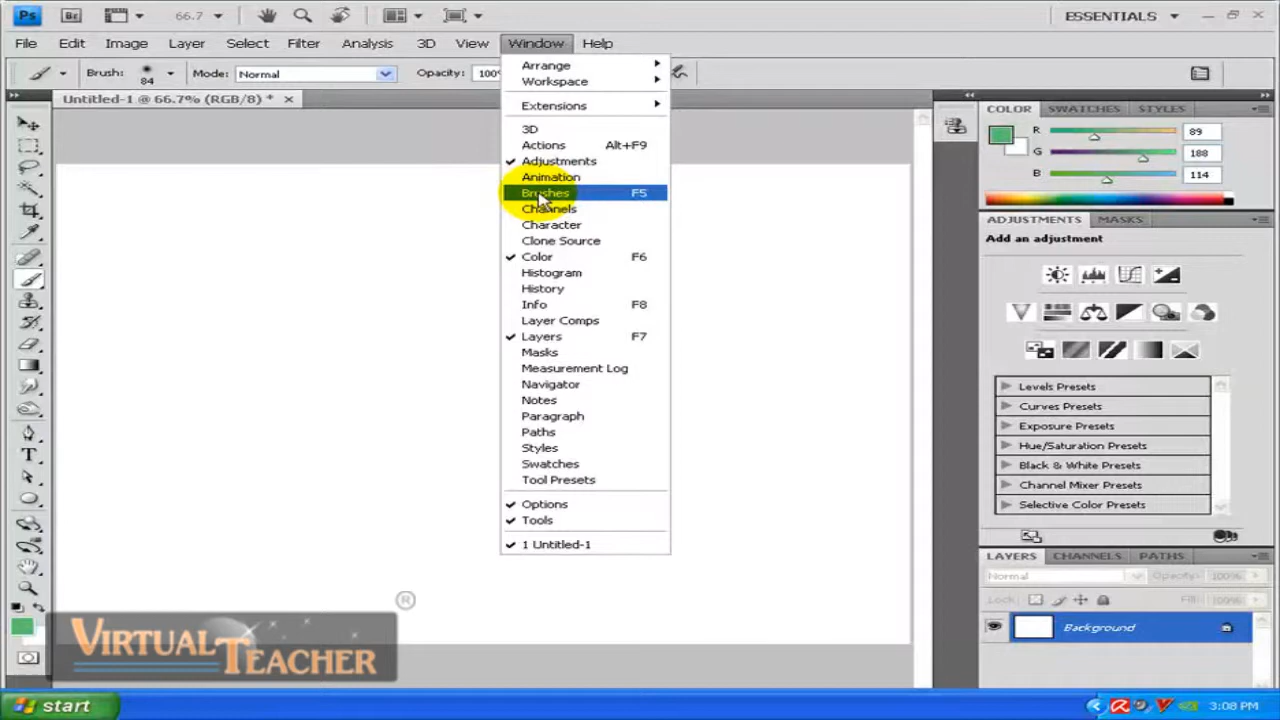 Ps Br 66.7 ESSENTIALS
File Edit Image Layer Select Filter Analysis 3D View Window Help
Brush: 84 Mode: Normal Opacity: 100%
Untitled-1 @ 66.7% (RGB/8) *
Arrange
Workspace
Extensions
3D
Actions Alt+F9
Adjustments
Animation
Brushes F5
Channels
Character
Clone Source
Color F6
Histogram
History
Info F8
Layer Comps
Layers F7
Masks
Measurement Log
Navigator
Notes
Paragraph
Paths
Styles
Swatches
Tool Presets
Options
Tools
1 Untitled-1
COLOR SWATCHES STYLES
R 89
G 188
B 114
ADJUSTMENTS MASKS
Add an adjustment
Levels Presets
Curves Presets
Exposure Presets
Hue/Saturation Presets
Black & White Presets
Channel Mixer Presets
Selective Color Presets
LAYERS CHANNELS PATHS
Normal Opacity: 100%
Lock: Fill: 100%
Background
VIRTUAL TEACHER ®
start 3:08 PM